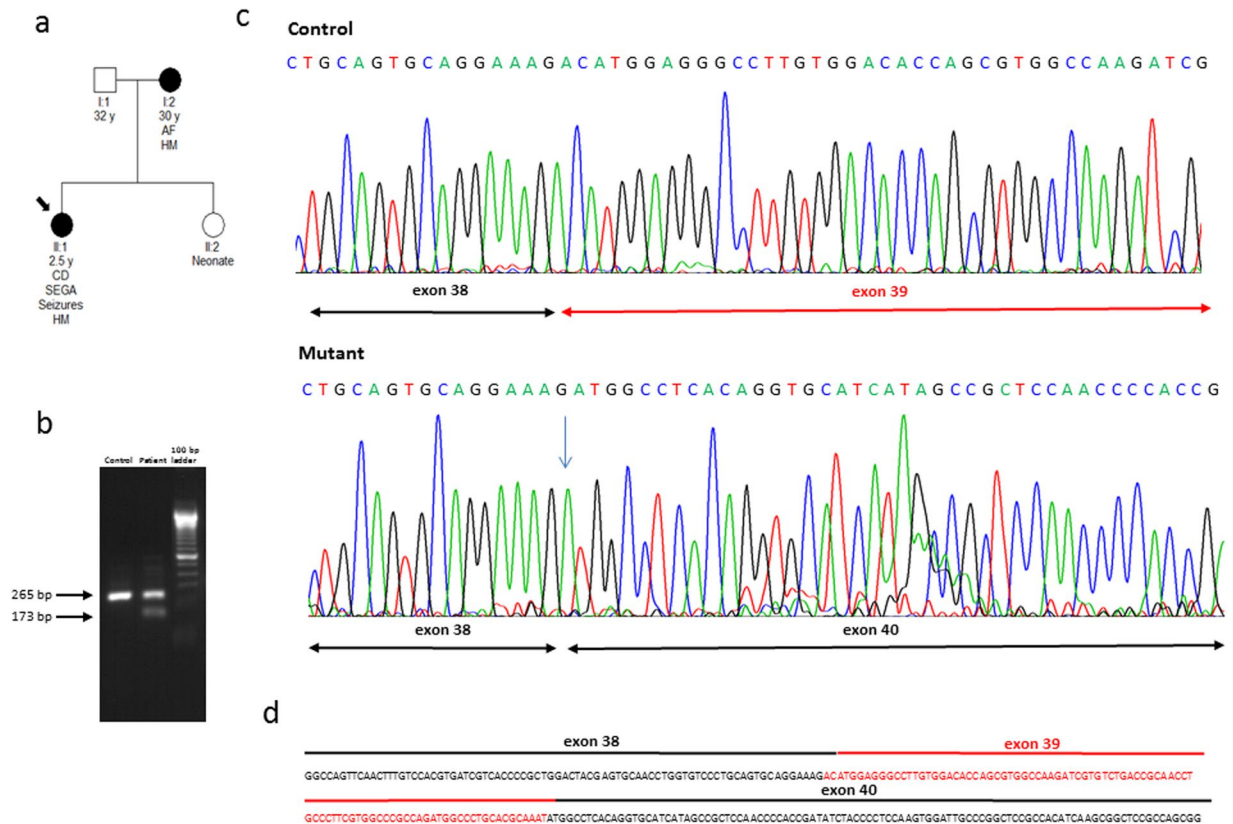 a
I:1
32 y
I:2
30 y
AF
HM
II:1
2.5 y
CD
SEGA
Seizures
HM
II:2
Neonate
b
Control Patient 100 bp ladder
265 bp
173 bp
c
Control
CTGCAGTGCAGGAAAGACATGGAGGGCCTTGTGGACACCAGCGTGGCCAAGATCG
exon 38 exon 39
Mutant
CTGCAGTGCAGGAAAGATGGCCTCACAGGTGCATCATAGCCGCTCCAACCCCACCG
exon 38 exon 40
d
exon 38 exon 39
GGCCAGTTCAACTTTGTCCACGTGATCGTCACCCCGCTGGACTACGAGTGCAACCTGGTGTCCCTGCAGTGCAGGAAAGACATGGAGGGCCTTGTGGACACCAGCGTGGCCAAGATCGTGTCTGACCGCAACCT
exon 40
GCCCTTCGTGGCCCGCCAGATGGCCCTGCACGCAAATATGGCCTCACAGGTGCATCATAGCCGCTCCAACCCCACCGATATCTACCCCTCCAAGTGGATTGCCCGGCTCCGCCACATCAAGCGGCTCCGCCAGCGG